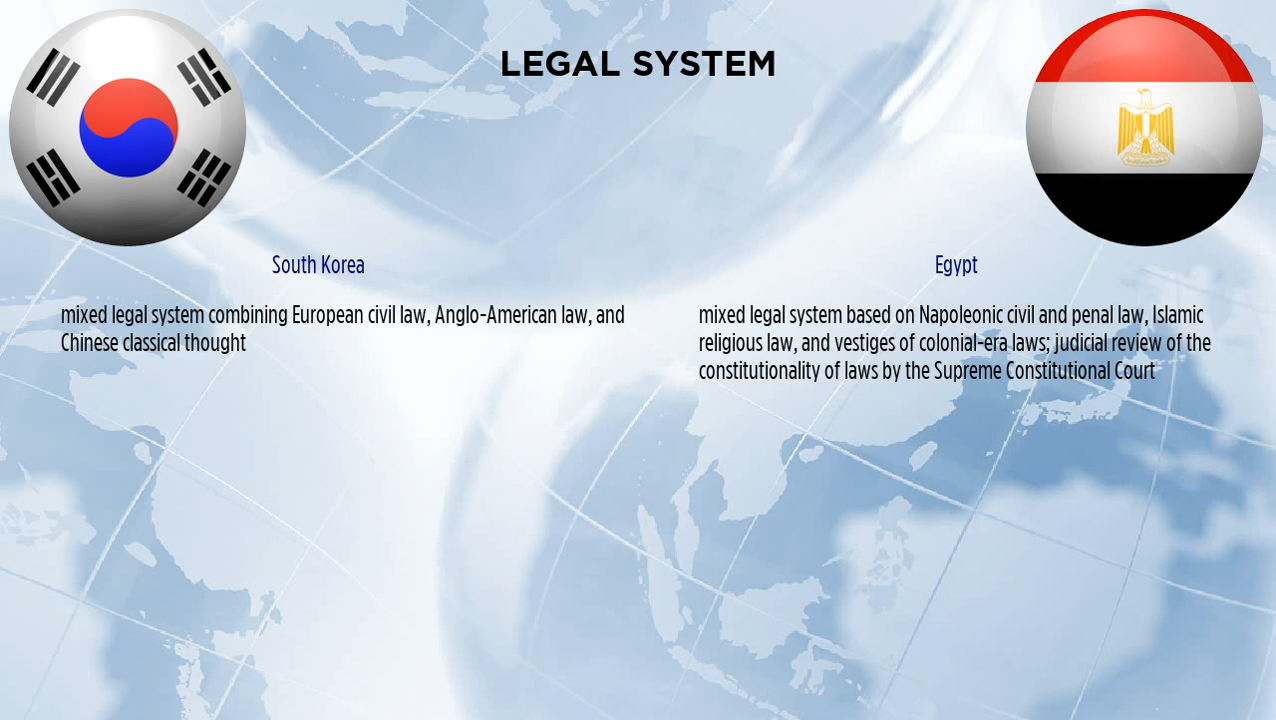 LEGAL SYSTEM
South Korea
mixed legal system combining European civil law, Anglo-American law, and
Chinese classical thought
Egypt
mixed legal system based on Napoleonic civil and penal law, Islamic
religious law, and vestiges of colonial-era laws; judicial review of the
constitutionality of laws by the Supreme Constitutional Court